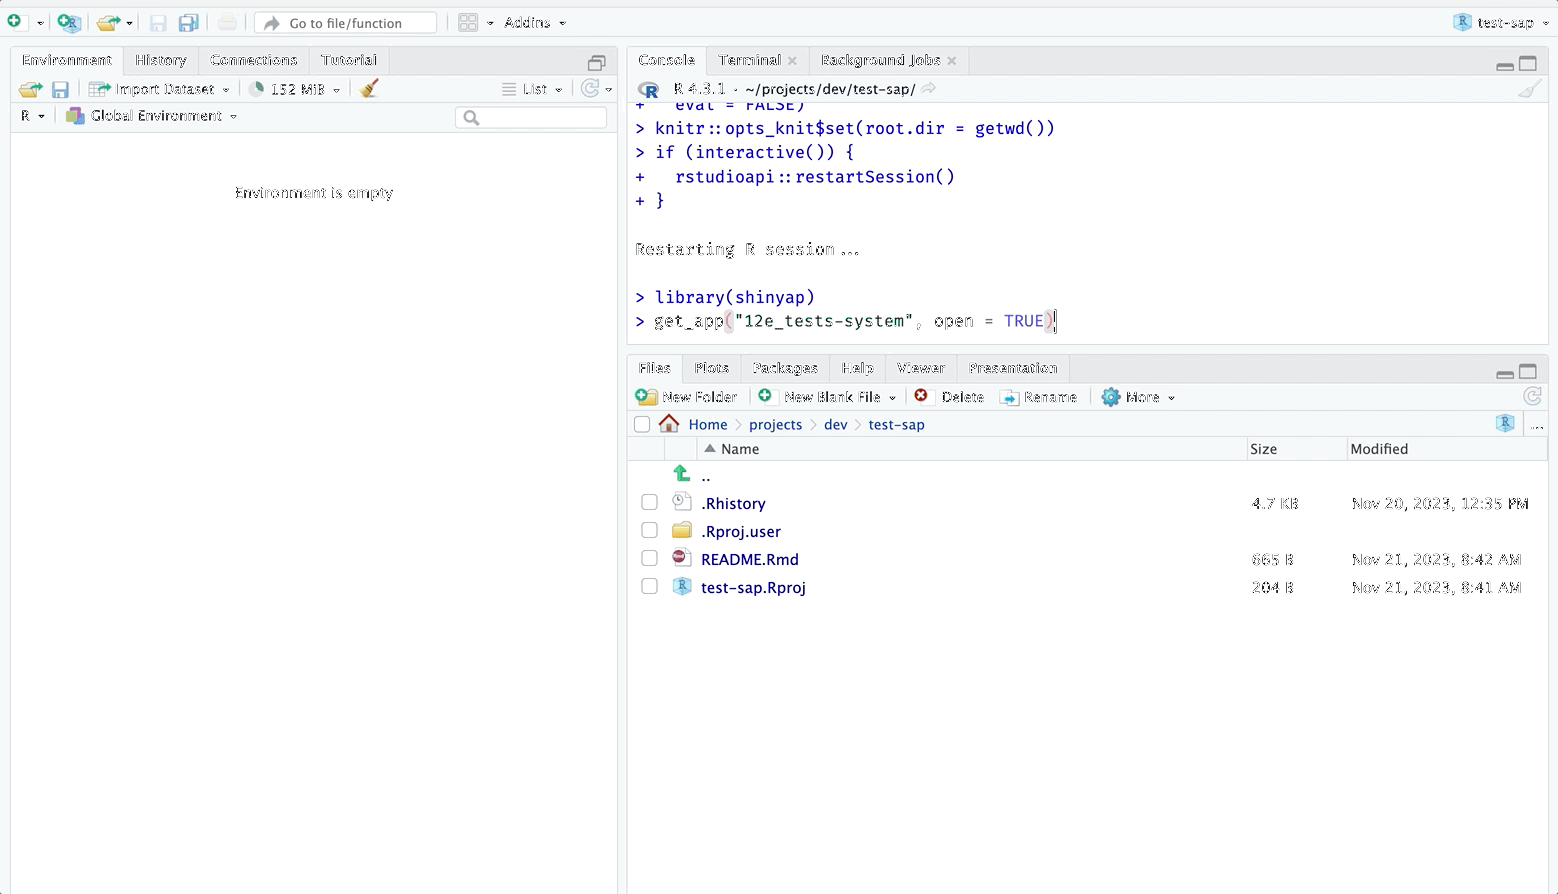 Go to file/function
Addins
test-sap
Environment History Connections Tutorial
Import Dataset 152 MiB List
R Global Environment
Environment is empty
Console Terminal Background Jobs
R 4.3.1 · ~/projects/dev/test-sap/
+   eval = FALSE)
> knitr::opts_knit$set(root.dir = getwd())
> if (interactive()) {
+   rstudioapi::restartSession()
+ }
Restarting R session...
> library(shinyap)
> get_app("12e_tests-system", open = TRUE)
Files Plots Packages Help Viewer Presentation
New Folder New Blank File Delete Rename More
Home projects dev test-sap ...
Name Size Modified
..
.Rhistory 4.7 KB Nov 20, 2023, 12:35 PM
.Rproj.user
README.Rmd 665 B Nov 21, 2023, 8:42 AM
test-sap.Rproj 204 B Nov 21, 2023, 8:41 AM